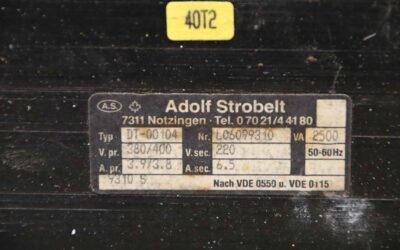 40T2
A.S. Adolf Strobelt
7311 Notzingen - Tel. 0 70 21/4 41 80
Typ DT-00104 Nr. L06099310 VA 2500
V. pr. 380/400 V. sec. 220 50-60Hz
A. pr. 3.9/3.8 A. sec. 6.5
9310 5 Nach VDE 0550 u. VDE 0115